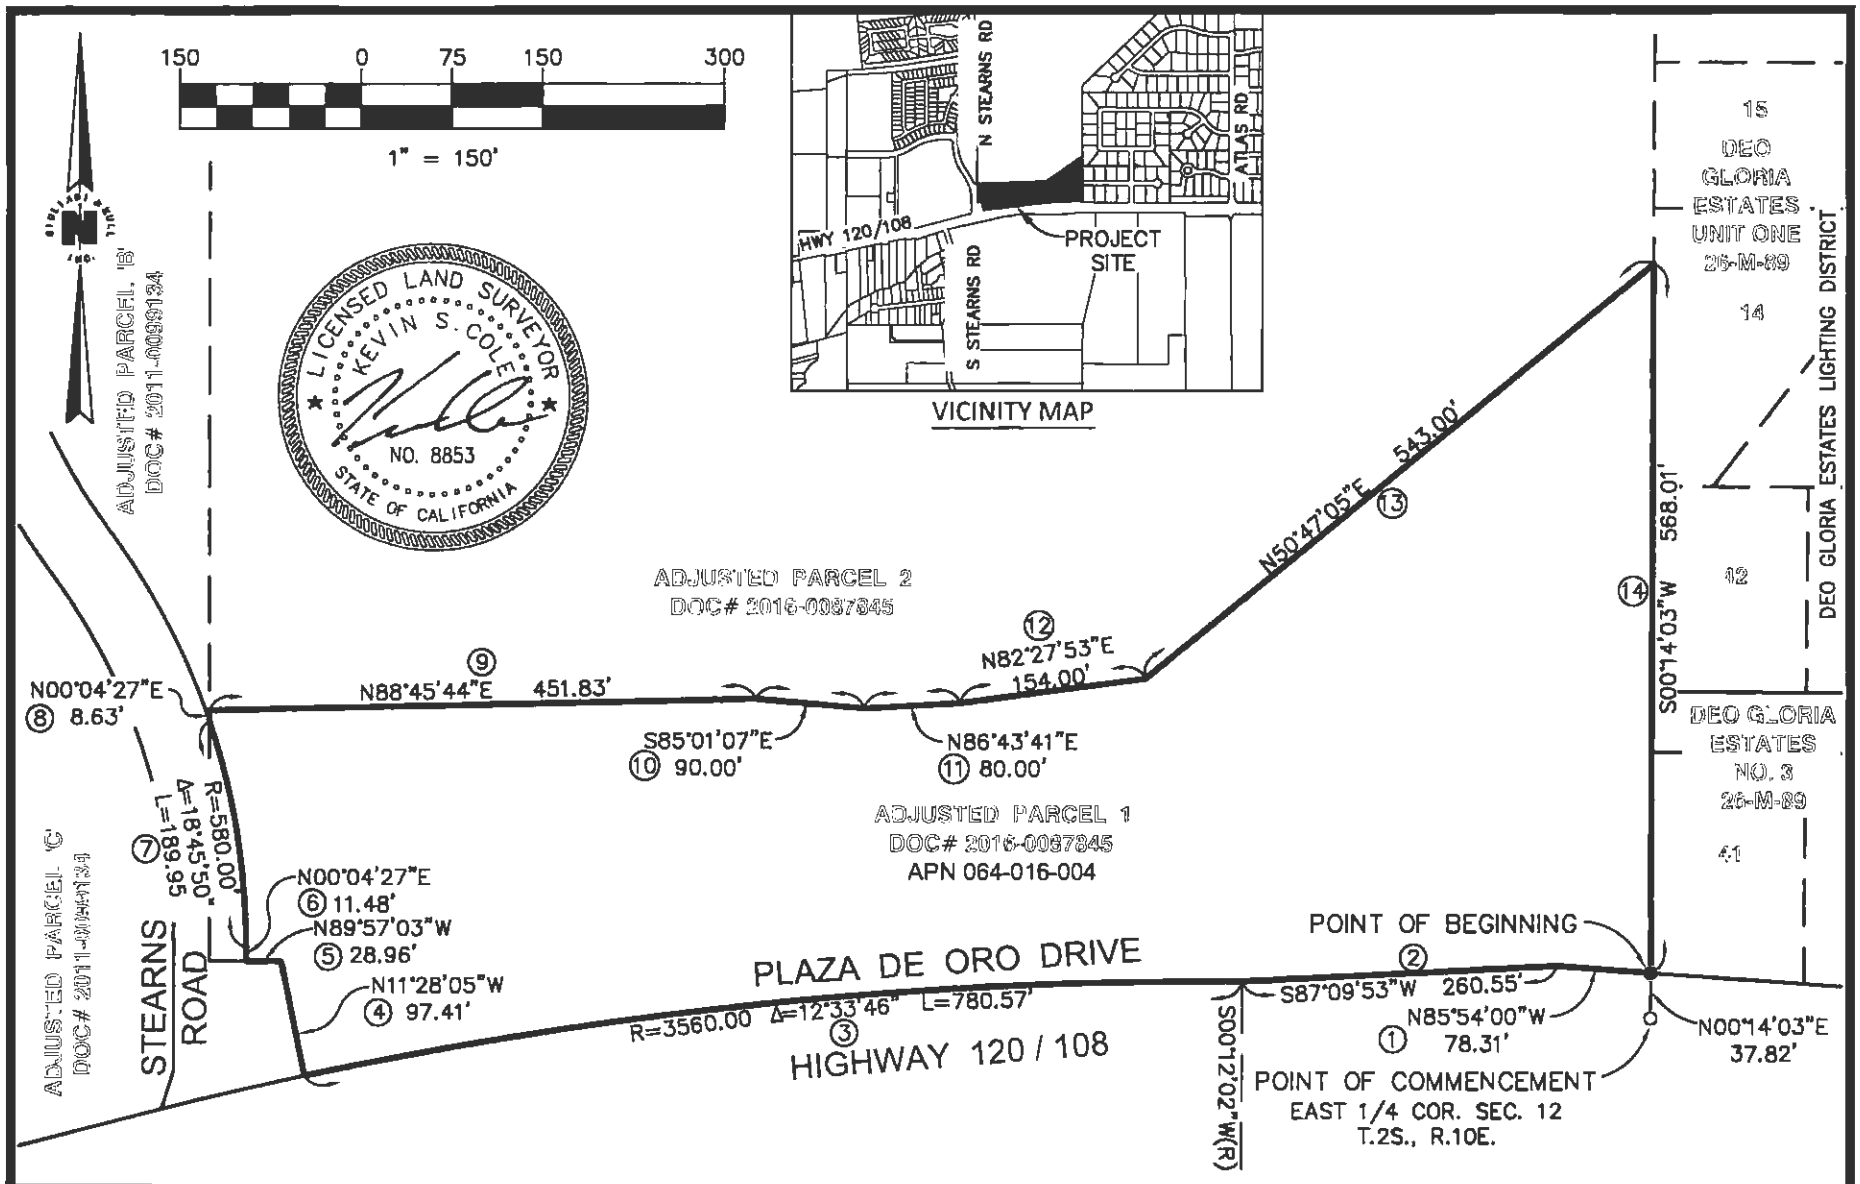 150 0 75 150 300
1" = 150'
N
ADJUSTED PARCEL 'B'
DOC# 2011-0099134
LICENSED LAND SURVEYOR
KEVIN S. COLE
NO. 8853
STATE OF CALIFORNIA
N STEARNS RD
ATLAS RD
HWY 120/108
S STEARNS RD
PROJECT
SITE
VICINITY MAP
15
DEO
GLORIA
ESTATES
UNIT ONE
26-M-89
14
DEO GLORIA ESTATES LIGHTING DISTRICT
N50°47'05"E 543.00'
13
S00°14'03"W 568.01'
14
42
ADJUSTED PARCEL 2
DOC# 2016-0087845
12
N82°27'53"E
154.00'
9
N88°45'44"E 451.83'
N00°04'27"E
8 8.63'
S85°01'07"E
10 90.00'
N86°43'41"E
11 80.00'
DEO GLORIA
ESTATES
NO. 3
26-M-89
41
ADJUSTED PARCEL 1
DOC# 2016-0087845
APN 064-016-004
R=580.00'
Δ=18°45'50"
L=189.95
7
ADJUSTED PARCEL 'C'
DOC# 2011-0099134
N00°04'27"E
6 11.48'
N89°57'03"W
5 28.96'
N11°28'05"W
4 97.41'
STEARNS
ROAD
PLAZA DE ORO DRIVE
R=3560.00 Δ=12°33'46" L=780.57'
3
HIGHWAY 120 / 108
POINT OF BEGINNING
2
S87°09'53"W 260.55'
N85°54'00"W
1 78.31'
S00°12'02"W(R)
N00°14'03"E
37.82'
POINT OF COMMENCEMENT
EAST 1/4 COR. SEC. 12
T.2S., R.10E.